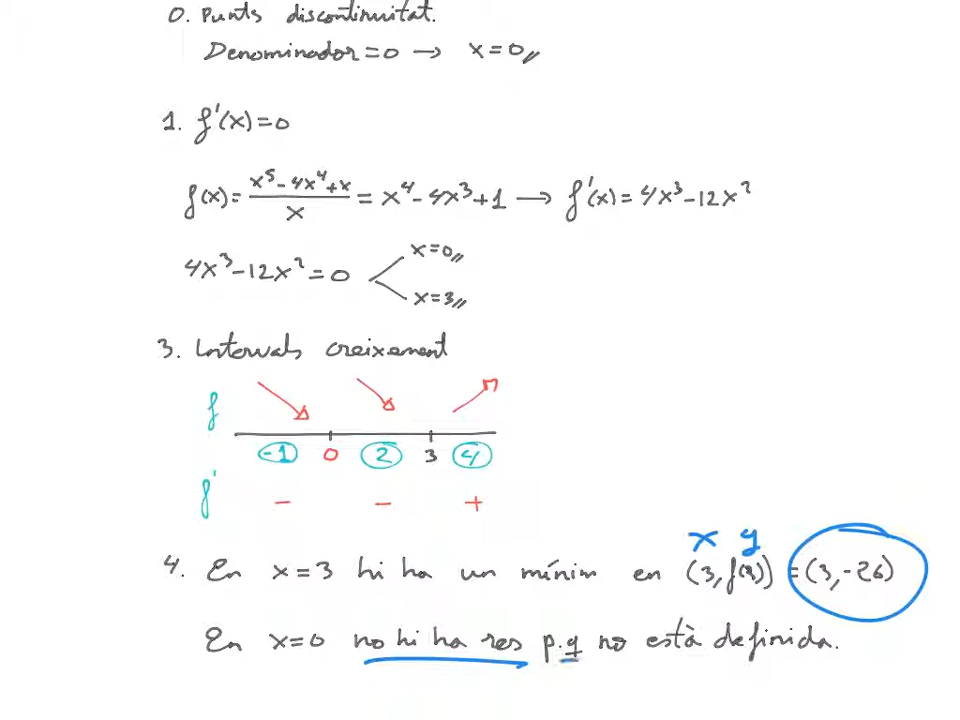 0. Punts discontinuitat.
Denominador=0 → x=0,,
1. f'(x)=0
f(x)= x⁵-4x⁴+x / x = x⁴-4x³+1 → f'(x)=4x³-12x²
4x³-12x²=0
x=0,,
x=3,,
3. Intervals creixement
f
-1 0 2 3 4
f' - - +
x y
4. En x=3 hi ha un mínim en (3,f(3)) =(3,-26)
En x=0 no hi ha res p.q no està definida.